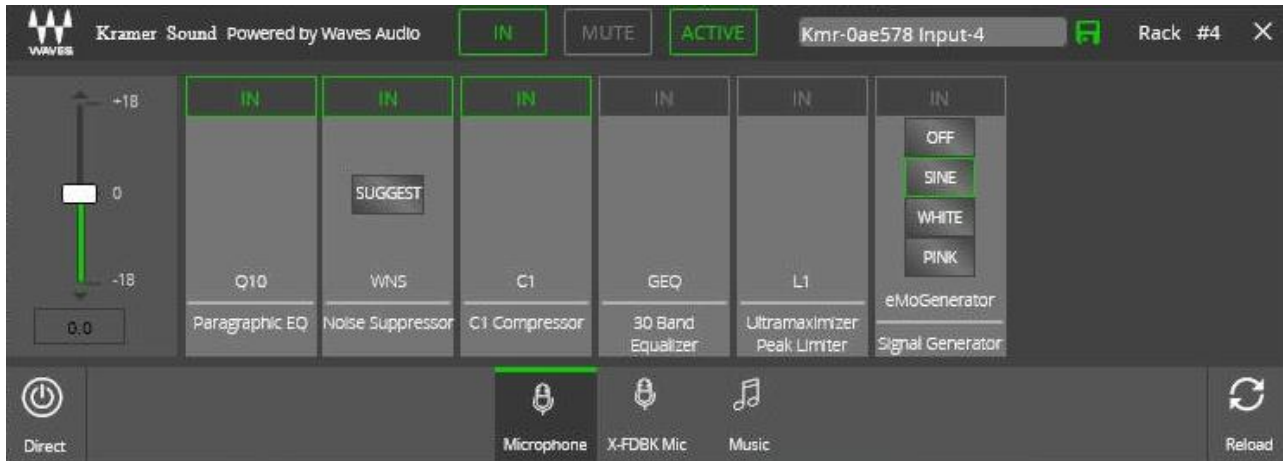 WAVES
Kramer Sound Powered by Waves Audio
IN
MUTE
ACTIVE
Kmr-0ae578 Input-4
Rack #4
+18
0
-18
0.0
IN
Q10
Paragraphic EQ
IN
SUGGEST
WNS
Noise Suppressor
IN
C1
C1 Compressor
IN
GEQ
30 Band
Equalizer
IN
L1
Ultramaximizer
Peak Limiter
IN
OFF
SINE
WHITE
PINK
eMoGenerator
Signal Generator
Direct
Microphone
X-FDBK Mic
Music
Reload